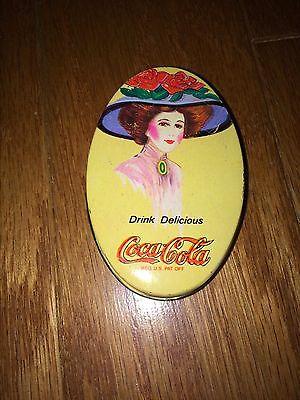 Drink Delicious
Coca-Cola
REG. U.S. PAT. OFF.